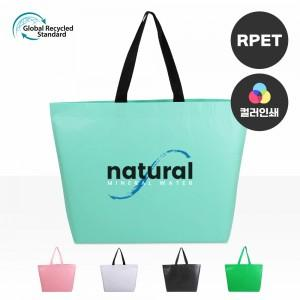 Global Recycled
Standard
RPET
컬러인쇄
natural
MINERAL WATER